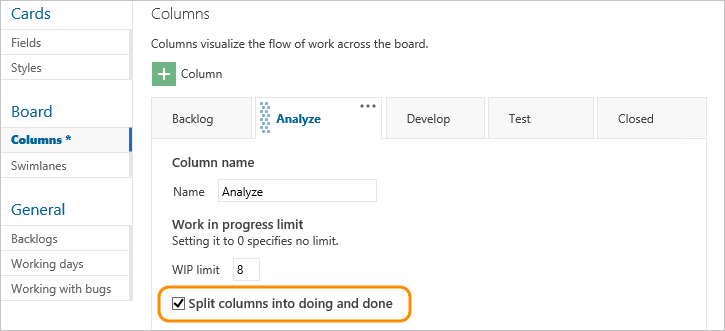 Cards
Fields
Styles
Board
Columns *
Swimlanes
General
Backlogs
Working days
Working with bugs
Columns
Columns visualize the flow of work across the board.
Column
Backlog
Analyze
Develop
Test
Closed
Column name
Name Analyze
Work in progress limit
Setting it to 0 specifies no limit.
WIP limit 8
Split columns into doing and done